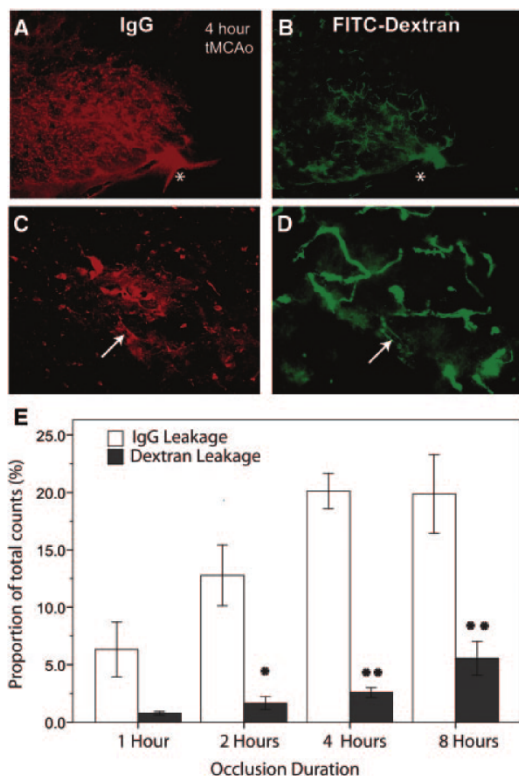 A IgG 4 hour tMCAo
B FITC-Dextran
*
*
C
D
E
IgG Leakage
Dextran Leakage
Proportion of total counts (%)
25.0
20.0
15.0
10.0
5.0
0.0
* ** **
1 Hour 2 Hours 4 Hours 8 Hours
Occlusion Duration